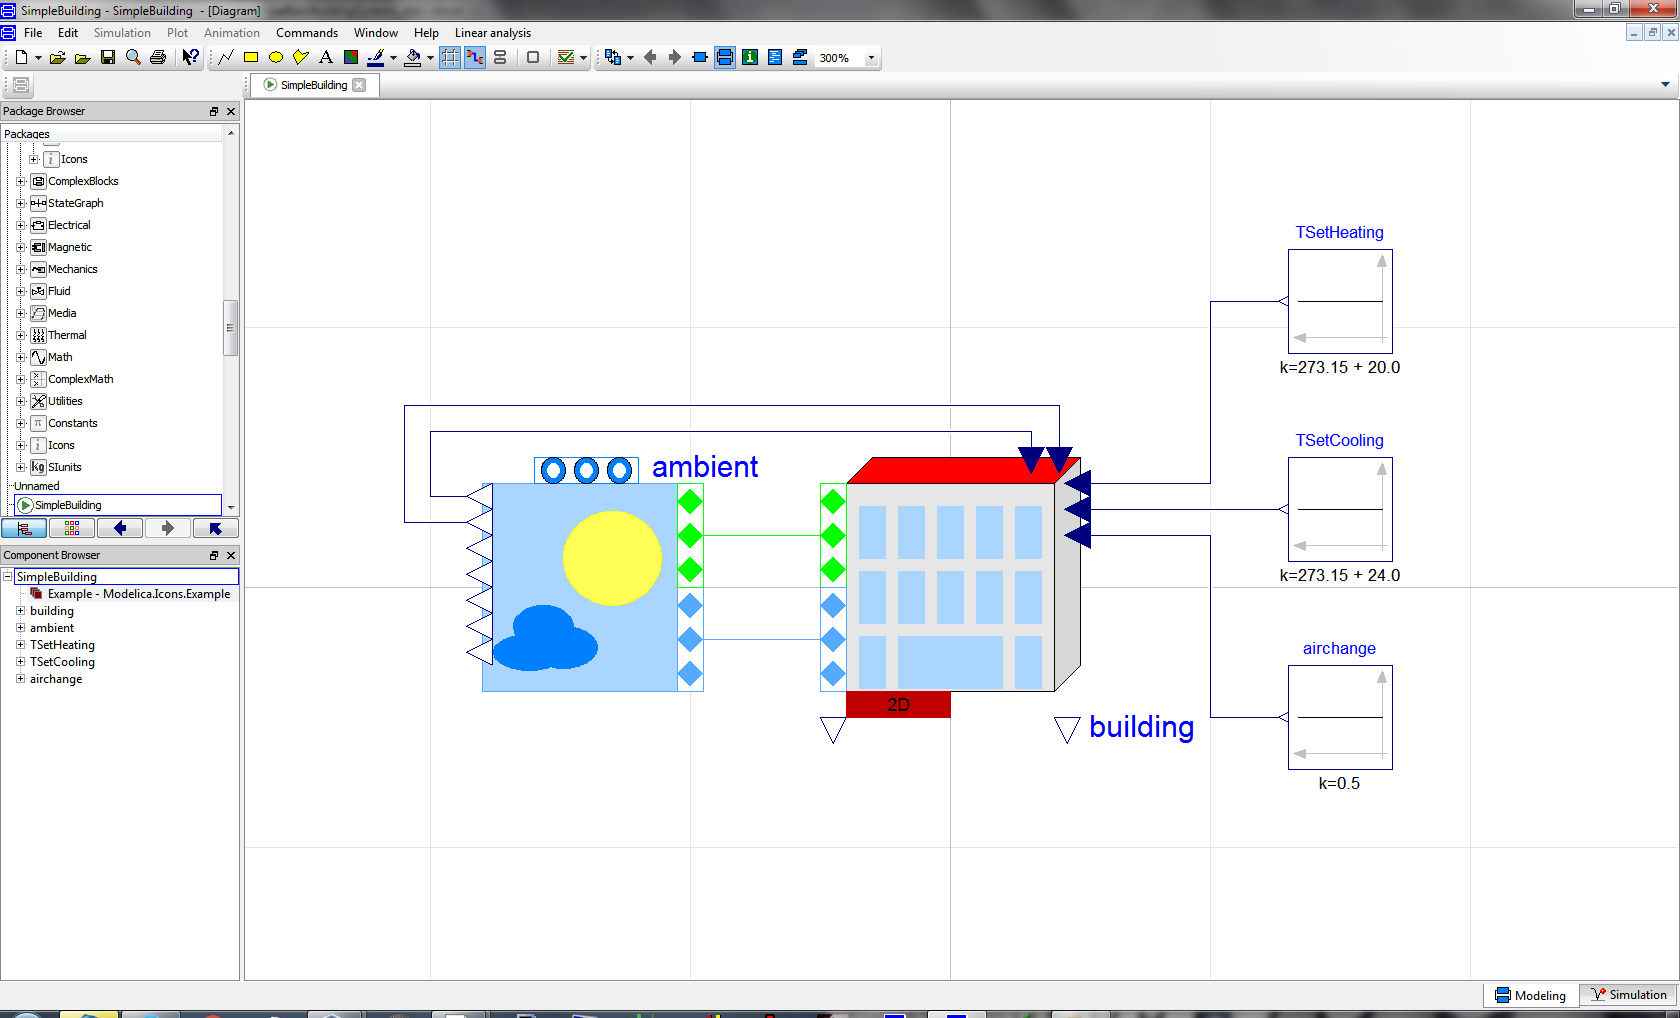 SimpleBuilding - SimpleBuilding - [Diagram]
File Edit Simulation Plot Animation Commands Window Help Linear analysis
A
?
i
300%
SimpleBuilding
Package Browser
Packages
i Icons
ComplexBlocks
StateGraph
Electrical
Magnetic
Mechanics
Fluid
Media
Thermal
Math
ComplexMath
Utilities
π Constants
i Icons
kg SIunits
Unnamed
SimpleBuilding
Component Browser
SimpleBuilding
Example - Modelica.Icons.Example
building
ambient
TSetHeating
TSetCooling
airchange
TSetHeating
k=273.15 + 20.0
TSetCooling
k=273.15 + 24.0
ambient
2D
building
airchange
k=0.5
Modeling
Simulation